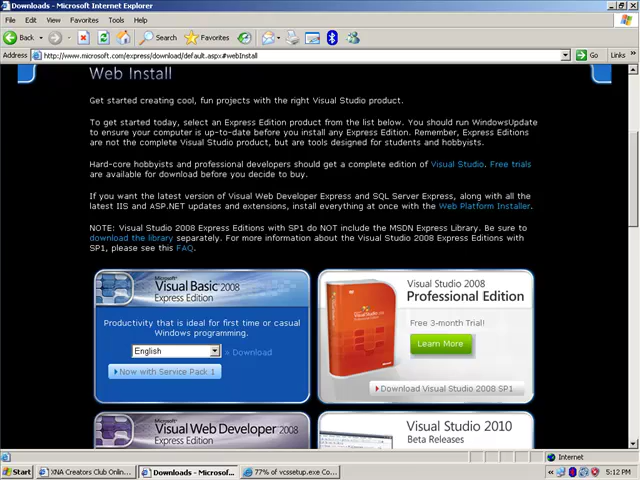 Downloads - Microsoft Internet Explorer
File Edit View Favorites Tools Help
Back Search Favorites
Address http://www.microsoft.com/express/download/default.aspx#webInstall Go Links »
Web Install
Get started creating cool, fun projects with the right Visual Studio product.
To get started today, select an Express Edition product from the list below. You should run WindowsUpdate
to ensure your computer is up-to-date before you install any Express Edition. Remember, Express Editions
are not the complete Visual Studio product, but are tools designed for students and hobbyists.
Hard-core hobbyists and professional developers should get a complete edition of Visual Studio. Free trials
are available for download before you decide to buy.
If you want the latest version of Visual Web Developer Express and SQL Server Express, along with all the
latest IIS and ASP.NET updates and extensions, install everything at once with the Web Platform Installer.
NOTE: Visual Studio 2008 Express Editions with SP1 do NOT include the MSDN Express Library. Be sure to
download the library separately. For more information about the Visual Studio 2008 Express Editions with
SP1, please see this FAQ.
Microsoft
Visual Basic 2008
Express Edition
Productivity that is ideal for first time or casual
Windows programming.
English » Download
Now with Service Pack 1
Visual Studio 2008
Professional Edition
Free 3-month Trial!
Learn More
Download Visual Studio 2008 SP1
Microsoft
Visual Web Developer 2008
Express Edition
Visual Studio 2010
Beta Releases
Internet
Start XNA Creators Club Onlin... Downloads - Microsof... 77% of vcssetup.exe Co... 5:12 PM